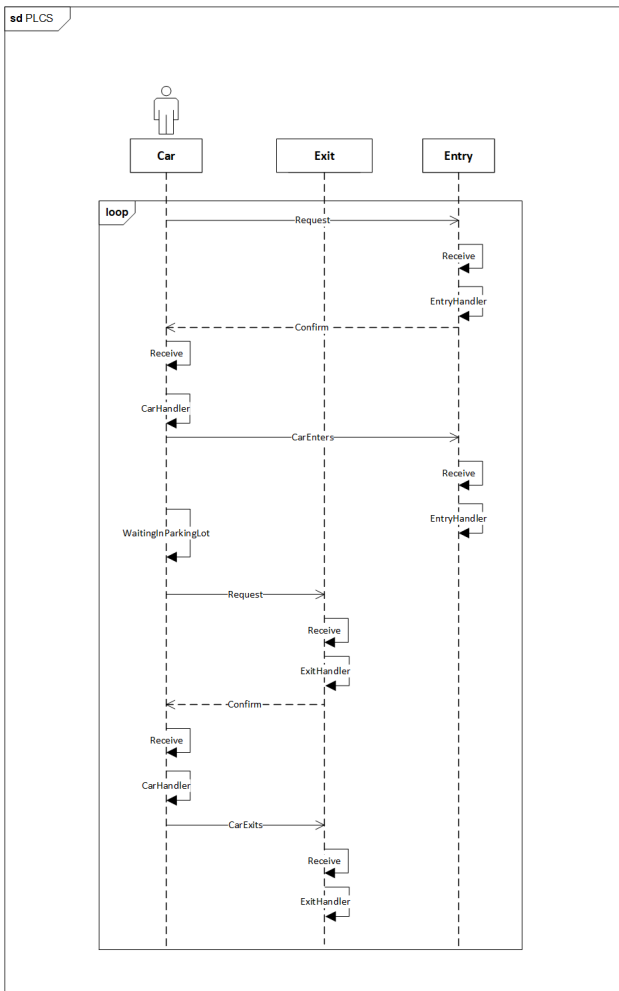 sd PLCS
Car
Exit
Entry
loop
Request
Receive
EntryHandler
Confirm
Receive
CarHandler
CarEnters
Receive
EntryHandler
WaitingInParkingLot
Request
Receive
ExitHandler
Confirm
Receive
CarHandler
CarExits
Receive
ExitHandler